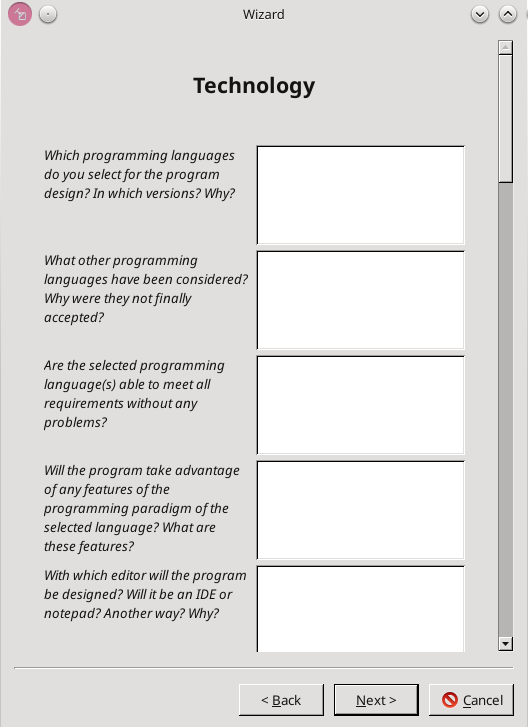 Wizard
Technology
Which programming languages
do you select for the program
design? In which versions? Why?
What other programming
languages have been considered?
Why were they not finally
accepted?
Are the selected programming
language(s) able to meet all
requirements without any
problems?
Will the program take advantage
of any features of the
programming paradigm of the
selected language? What are
these features?
With which editor will the program
be designed? Will it be an IDE or
notepad? Another way? Why?
< Back
Next >
Cancel